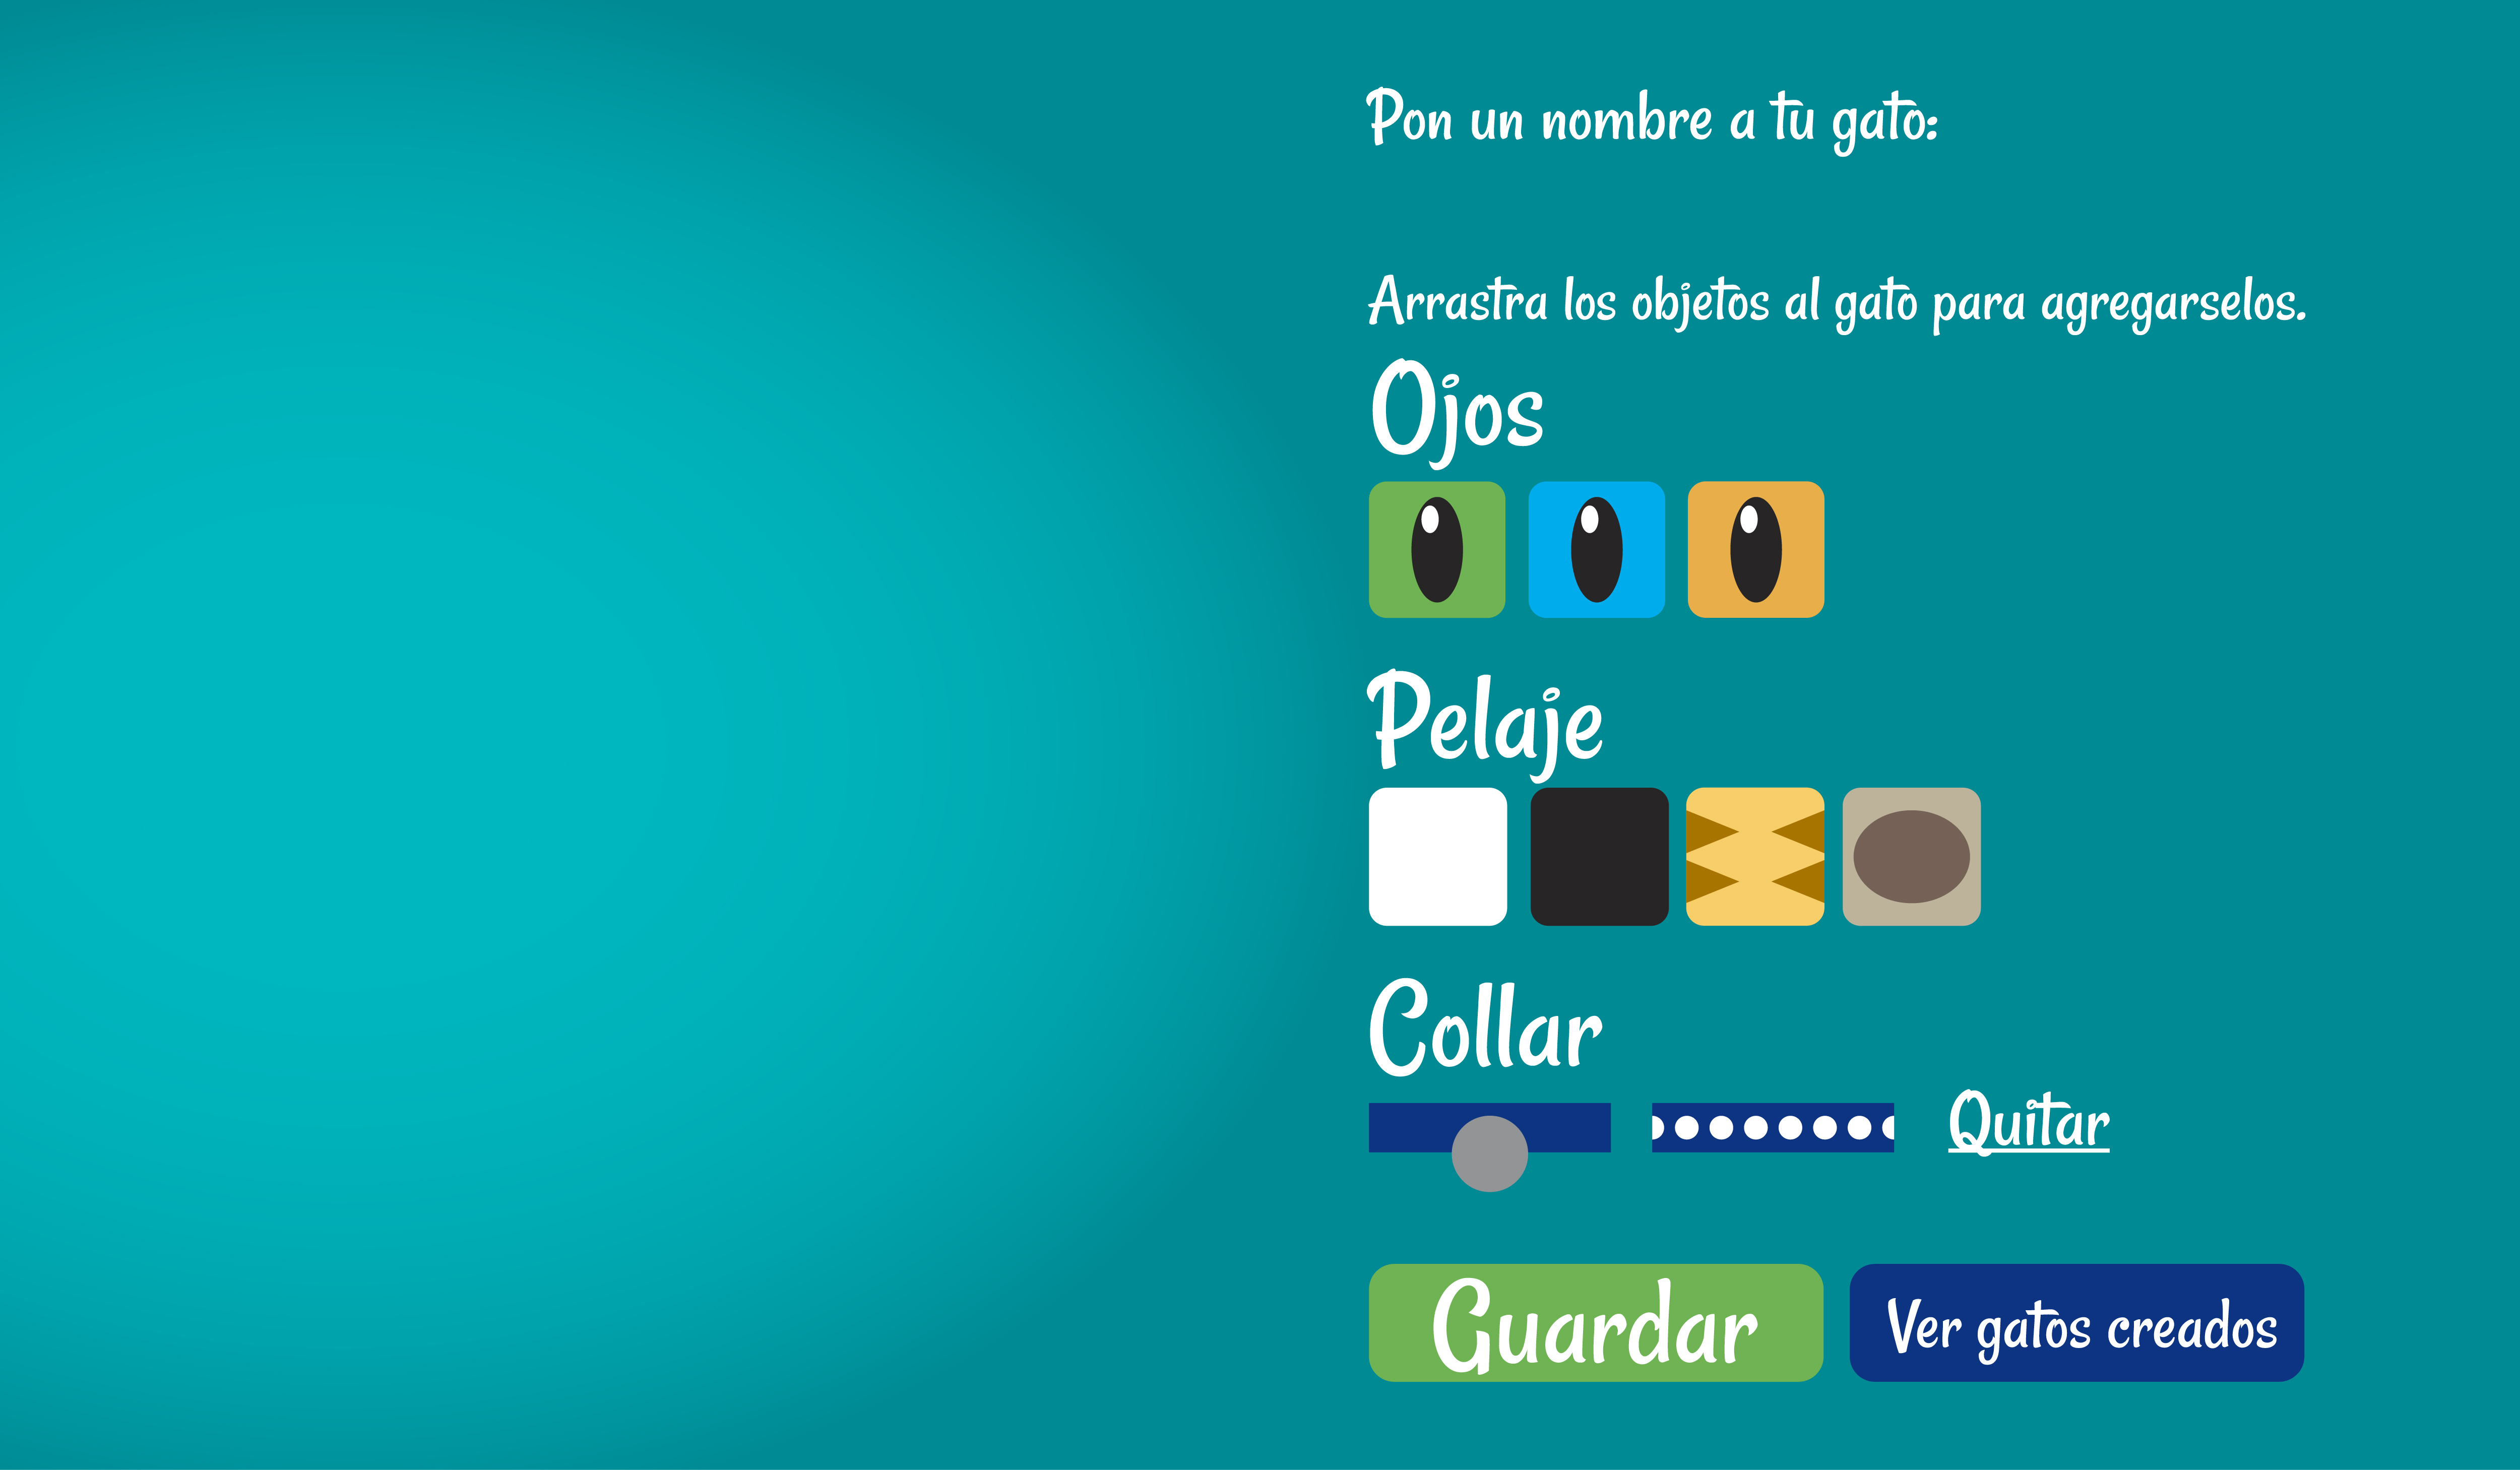 Pon un nombre a tu gato:
Arrastra los objetos al gato para agregarselos.
Ojos
Pelaje
Collar
Quitar
Guardar
Ver gatos creados